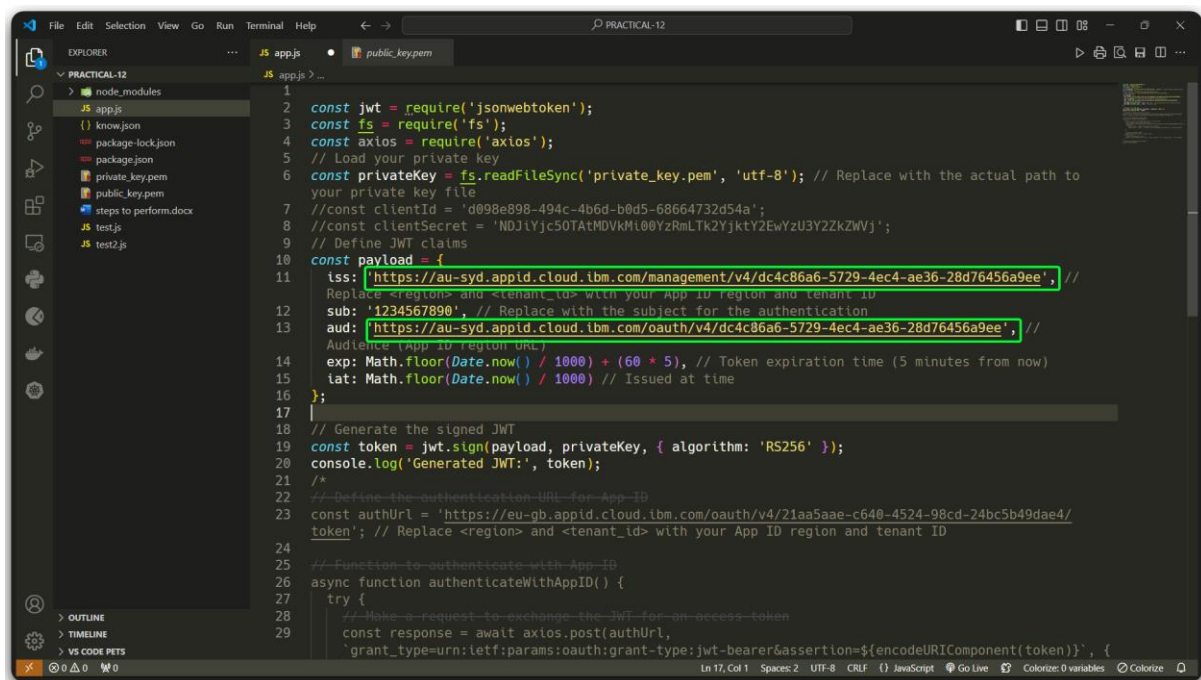 File Edit Selection View Go Run Terminal Help
PRACTICAL-12
EXPLORER
JS app.js
public_key.pem
PRACTICAL-12
JS app.js > ...
node_modules
JS app.js
{} know.json
package-lock.json
package.json
private_key.pem
public_key.pem
steps to perform.docx
JS test.js
JS test2.js
1
2 const jwt = require('jsonwebtoken');
3 const fs = require('fs');
4 const axios = require('axios');
5 // Load your private key
6 const privateKey = fs.readFileSync('private_key.pem', 'utf-8'); // Replace with the actual path to
your private key file
7 //const clientId = 'd098e898-494c-4b6d-b0d5-68664732d54a';
8 //const clientSecret = 'NDJiYjc5OTAtMDVkMi00YzRmLTk2YjktY2EwYzU3Y2ZkZWVj';
9 // Define JWT claims
10 const payload = {
11 iss: 'https://au-syd.appid.cloud.ibm.com/management/v4/dc4c86a6-5729-4ec4-ae36-28d76456a9ee', //
Replace <region> and <tenant_id> with your App ID region and tenant ID
12 sub: '1234567890', // Replace with the subject for the authentication
13 aud: 'https://au-syd.appid.cloud.ibm.com/oauth/v4/dc4c86a6-5729-4ec4-ae36-28d76456a9ee', //
Audience (App ID region URL)
14 exp: Math.floor(Date.now() / 1000) + (60 * 5), // Token expiration time (5 minutes from now)
15 iat: Math.floor(Date.now() / 1000) // Issued at time
16 };
17
18 // Generate the signed JWT
19 const token = jwt.sign(payload, privateKey, { algorithm: 'RS256' });
20 console.log('Generated JWT:', token);
21 /*
22 // Define the authentication URL for App ID
23 const authUrl = 'https://eu-gb.appid.cloud.ibm.com/oauth/v4/21aa5aae-c640-4524-98cd-24bc5b49dae4/
token'; // Replace <region> and <tenant_id> with your App ID region and tenant ID
24
25 // Function to authenticate with App ID
26 async function authenticateWithAppID() {
27 try {
28 // Make a request to exchange the JWT for an access token
29 const response = await axios.post(authUrl,
`grant_type=urn:ietf:params:oauth:grant-type:jwt-bearer&assertion=${encodeURIComponent(token)}`, {
OUTLINE
TIMELINE
VS CODE PETS
0 0 0 Ln 17, Col 1 Spaces: 2 UTF-8 CRLF {} JavaScript Go Live Colorize: 0 variables Colorize